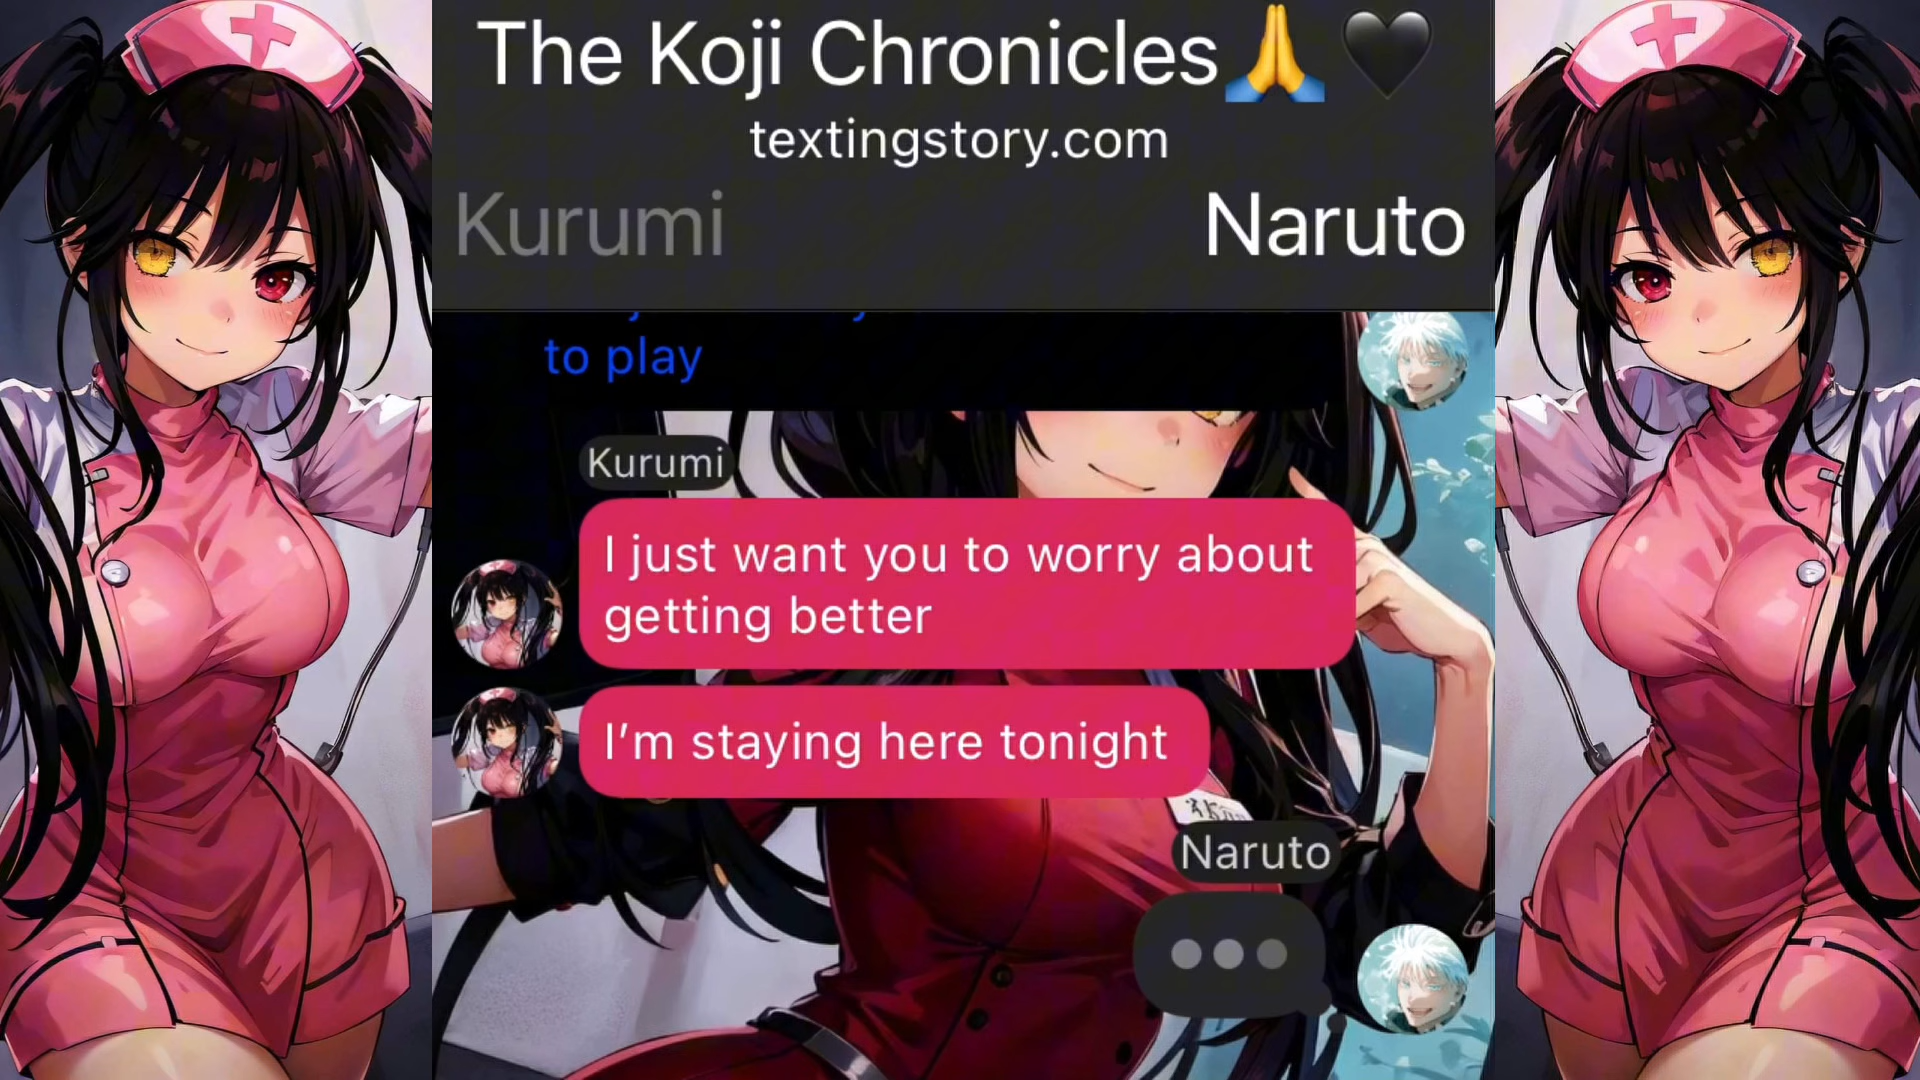 The Koji Chronicles🙏🖤
textingstory.com
Kurumi
Naruto
to play
Kurumi
I just want you to worry about
getting better
I’m staying here tonight
Naruto